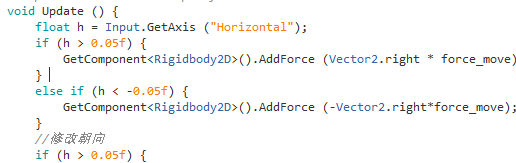 void Update () {
float h = Input.GetAxis ("Horizontal");
if (h > 0.05f) {
GetComponent<Rigidbody2D>().AddForce (Vector2.right * force_move)
}
else if (h < -0.05f) {
GetComponent<Rigidbody2D>().AddForce (-Vector2.right*force_move);
}
//修改朝向
if (h > 0.05f) {